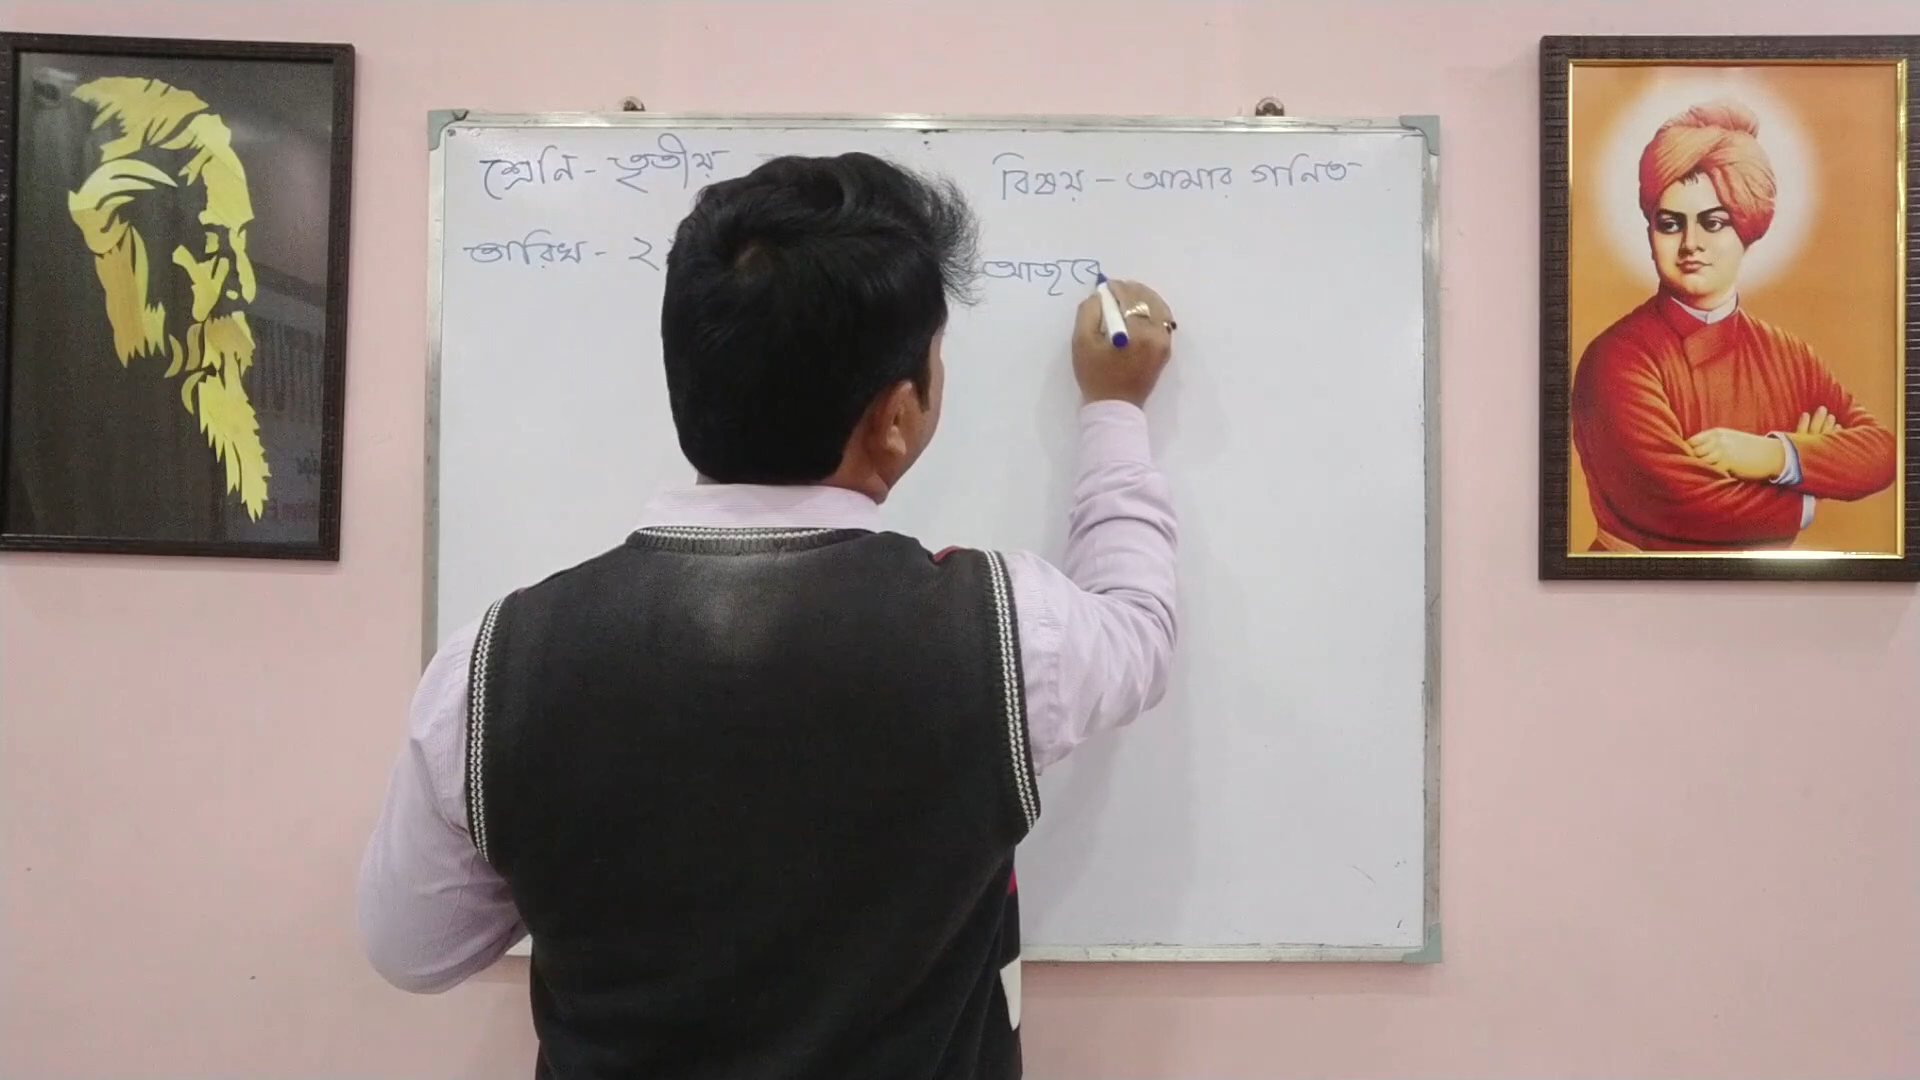 শ্রেনি - তৃতীয়
বিষয় - আমার গনিত
তারিখ - ২
আজকে